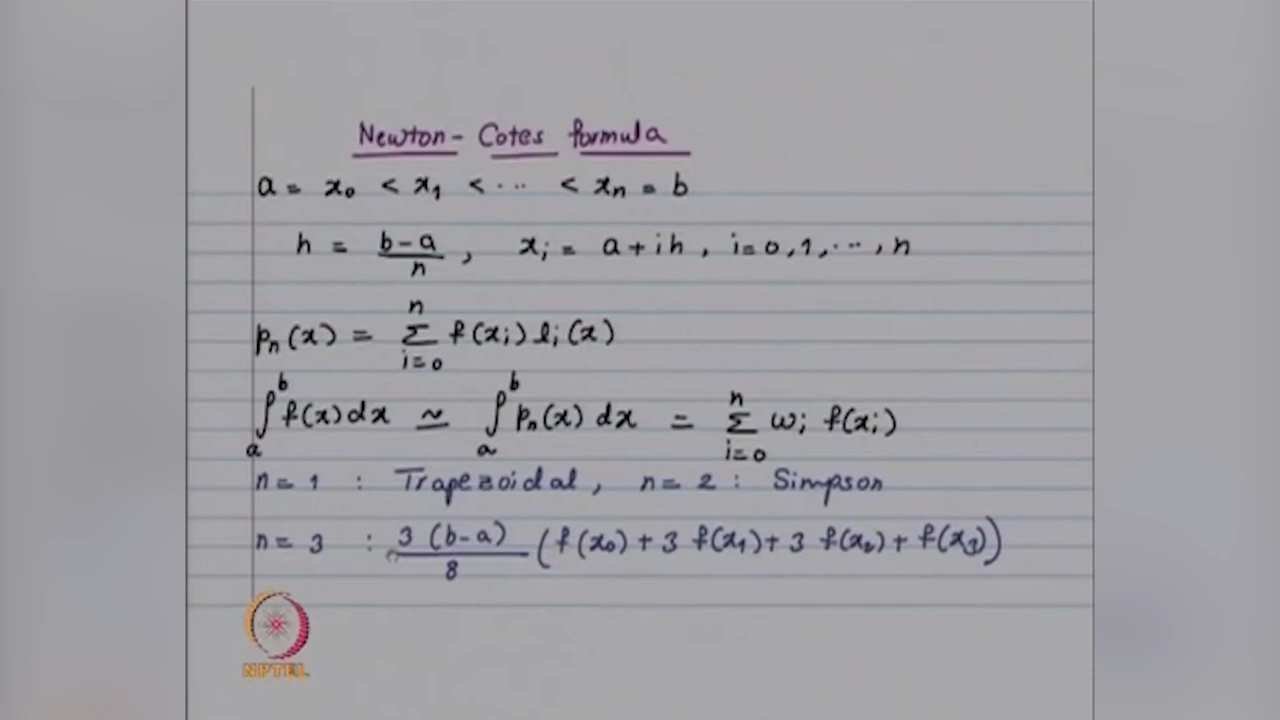 Newton - Cotes formula
a = x₀ < x₁ < ... < xₙ = b
h = (b-a)/n , xᵢ = a + ih , i = 0, 1, ..., n
pₙ(x) = Σᵢ₌₀ⁿ f(xᵢ) lᵢ(x)
∫ₐᵇ f(x) dx ≃ ∫ₐᵇ pₙ(x) dx = Σᵢ₌₀ⁿ wᵢ f(xᵢ)
n = 1 : Trapezoidal, n = 2 : Simpson
n = 3 : 3(b-a)/8 (f(x₀) + 3 f(x₁) + 3 f(x₂) + f(x₃))
NPTEL